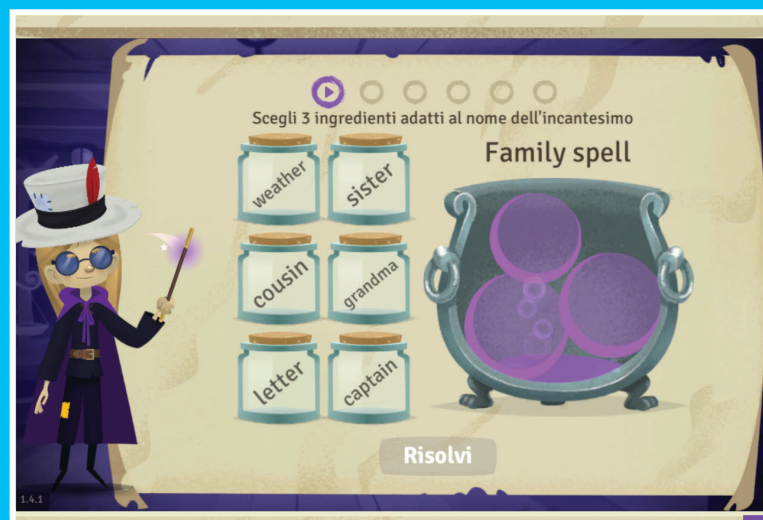 Scegli 3 ingredienti adatti al nome dell'incantesimo
Family spell
weather
sister
cousin
grandma
letter
captain
Risolvi
1.4.1